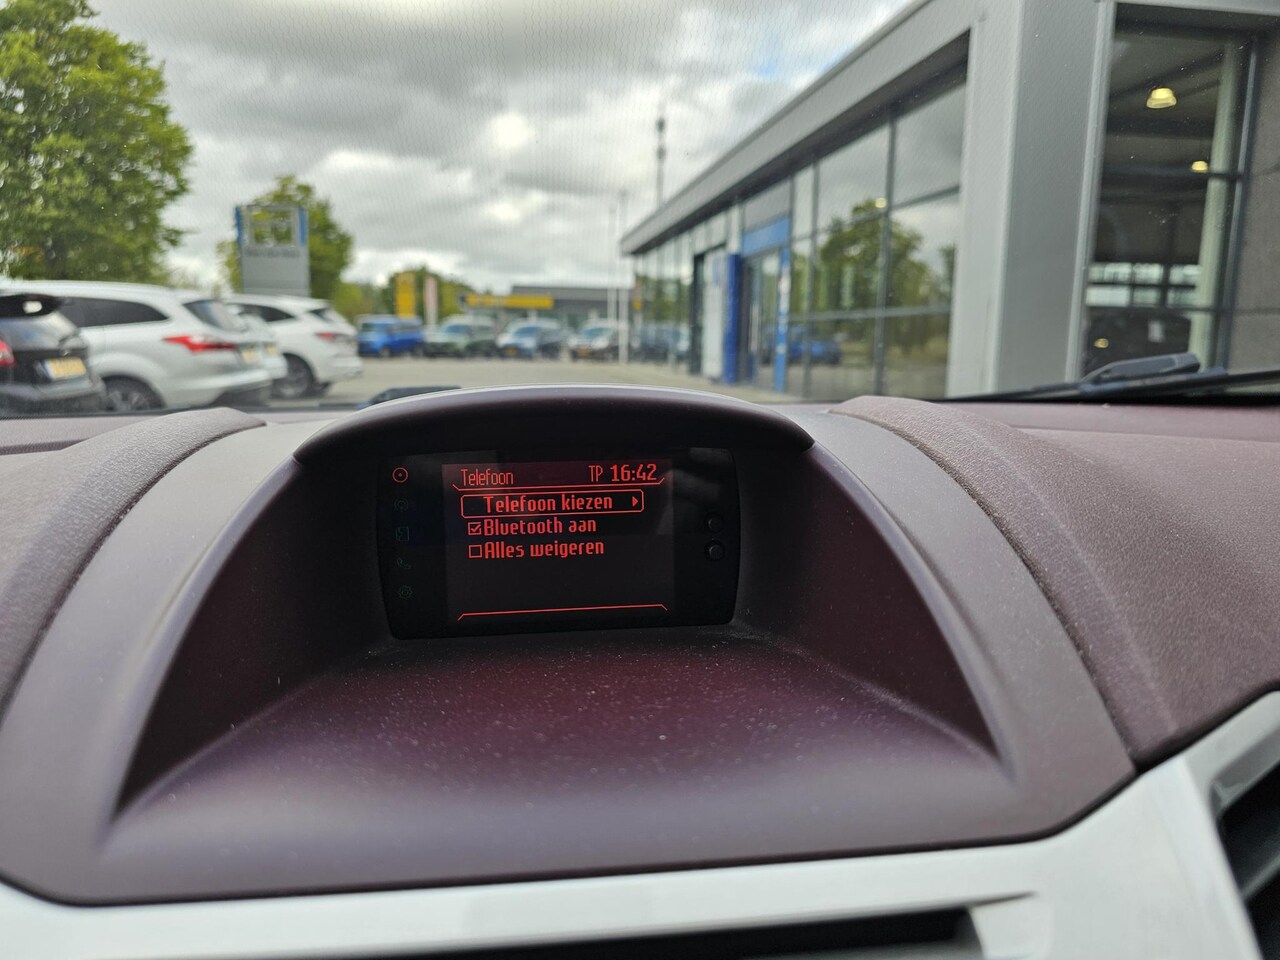 Telefoon TP 16:42
Telefoon kiezen
Bluetooth aan
Alles weigeren